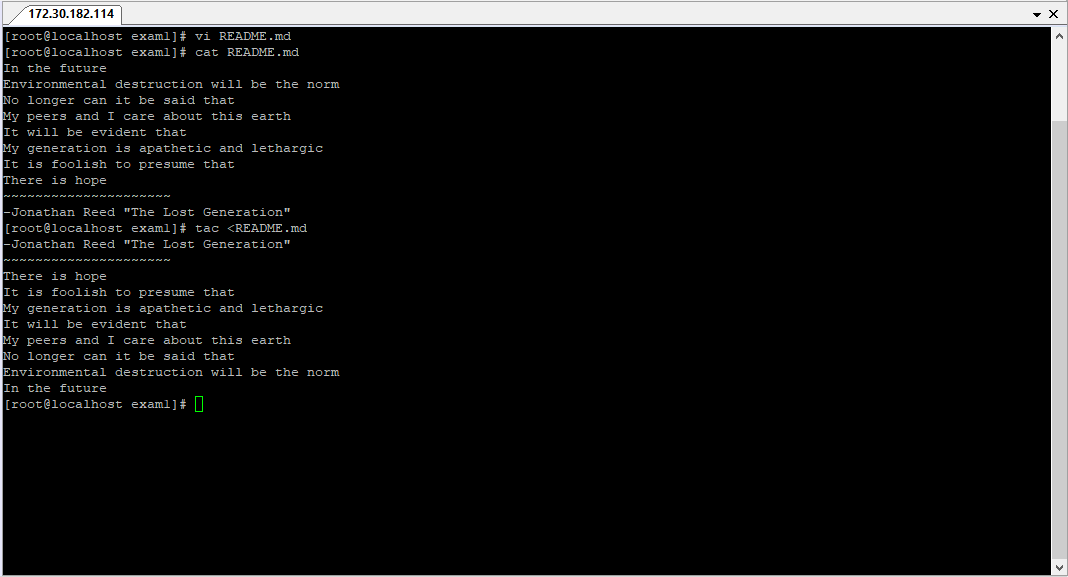 172.30.182.114
[root@localhost exam1]# vi README.md
[root@localhost exam1]# cat README.md
In the future
Environmental destruction will be the norm
No longer can it be said that
My peers and I care about this earth
It will be evident that
My generation is apathetic and lethargic
It is foolish to presume that
There is hope
~~~~~~~~~~~~~~~~~~~~~
-Jonathan Reed "The Lost Generation"
[root@localhost exam1]# tac <README.md
-Jonathan Reed "The Lost Generation"
~~~~~~~~~~~~~~~~~~~~~
There is hope
It is foolish to presume that
My generation is apathetic and lethargic
It will be evident that
My peers and I care about this earth
No longer can it be said that
Environmental destruction will be the norm
In the future
[root@localhost exam1]#